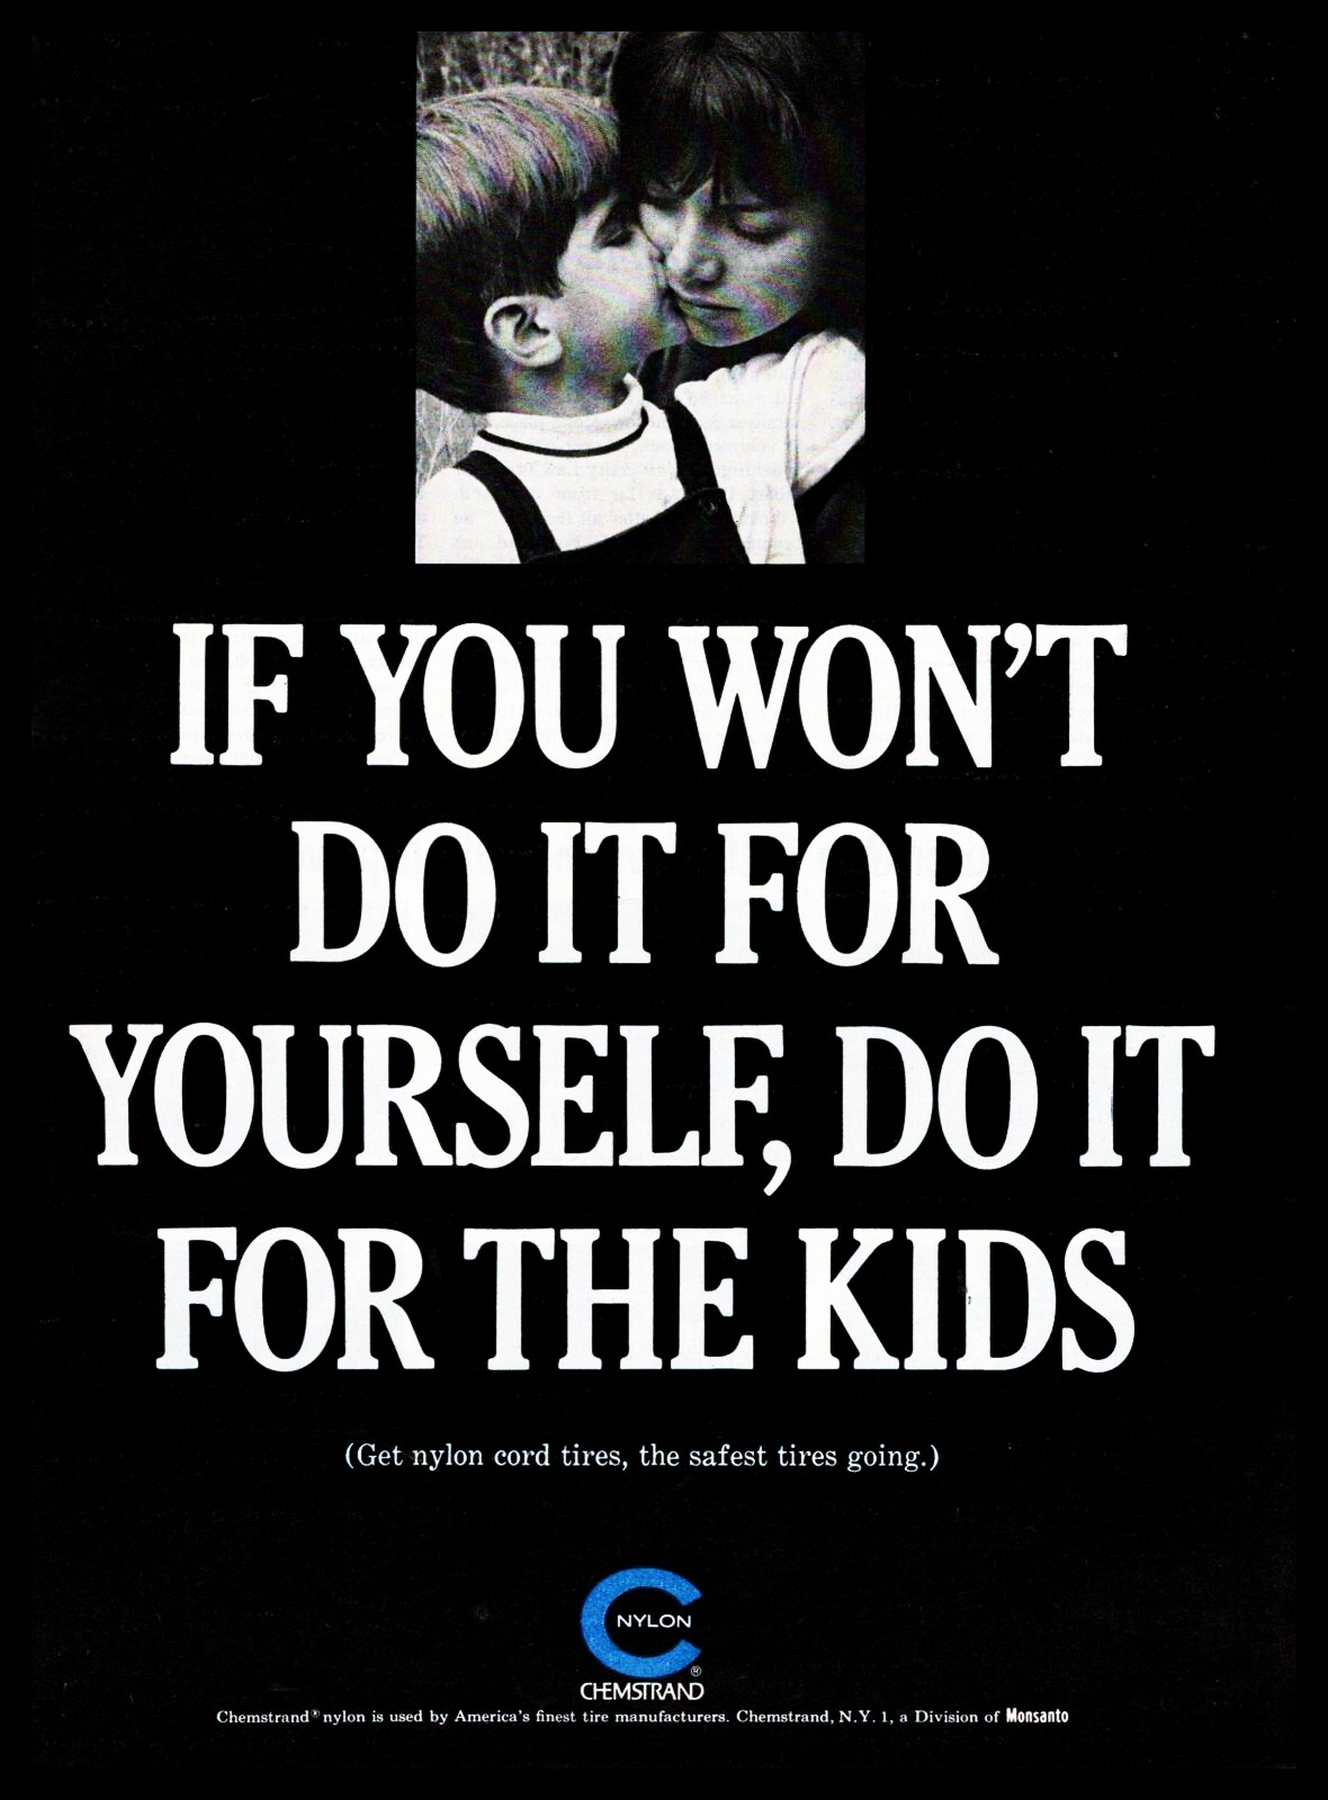 IF YOU WON'T
DO IT FOR
YOURSELF, DO IT
FOR THE KIDS
(Get nylon cord tires, the safest tires going.)
NYLON
®
CHEMSTRAND
Chemstrand® nylon is used by America's finest tire manufacturers. Chemstrand, N.Y. 1, a Division of Monsanto